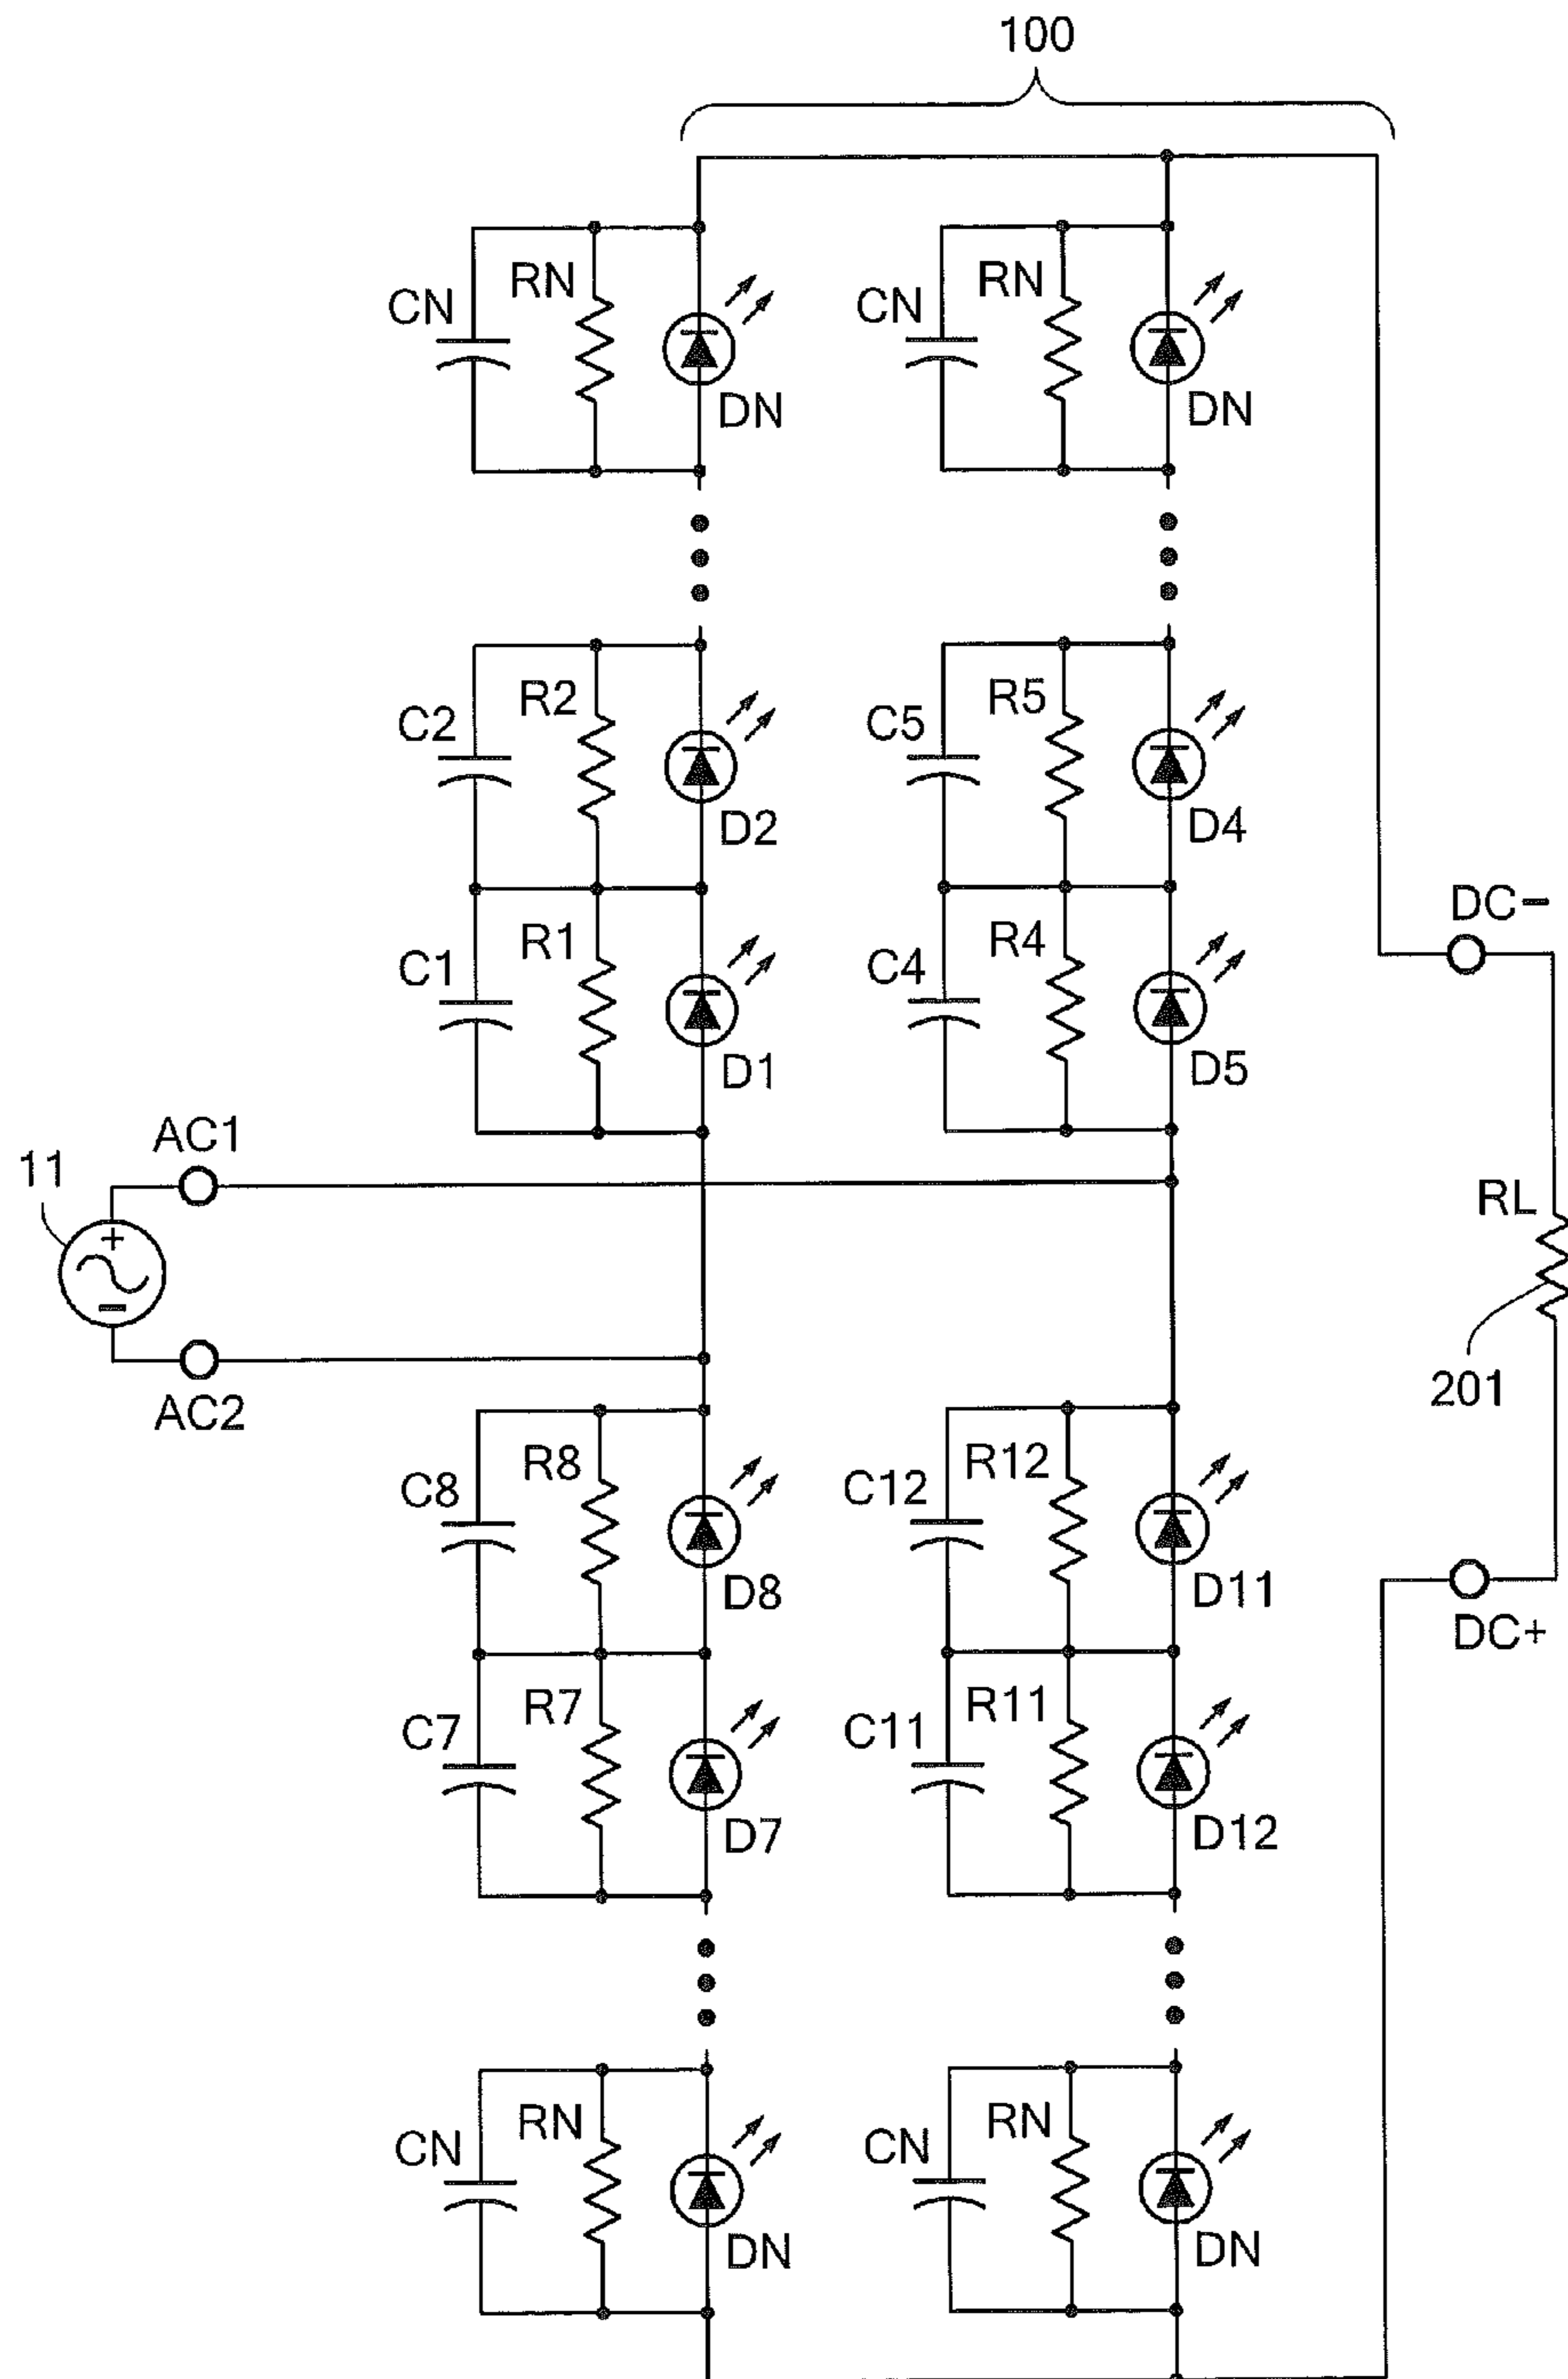 100
CN RN DN CN RN DN
C2 R2 D2 C5 R5 D4
DC−
C1 R1 D1 C4 R4 D5
11 AC1
RL
+
−
AC2
201
C8 R8 D8 C12 R12 D11
DC+
C7 R7 D7 C11 R11 D12
CN RN DN CN RN DN